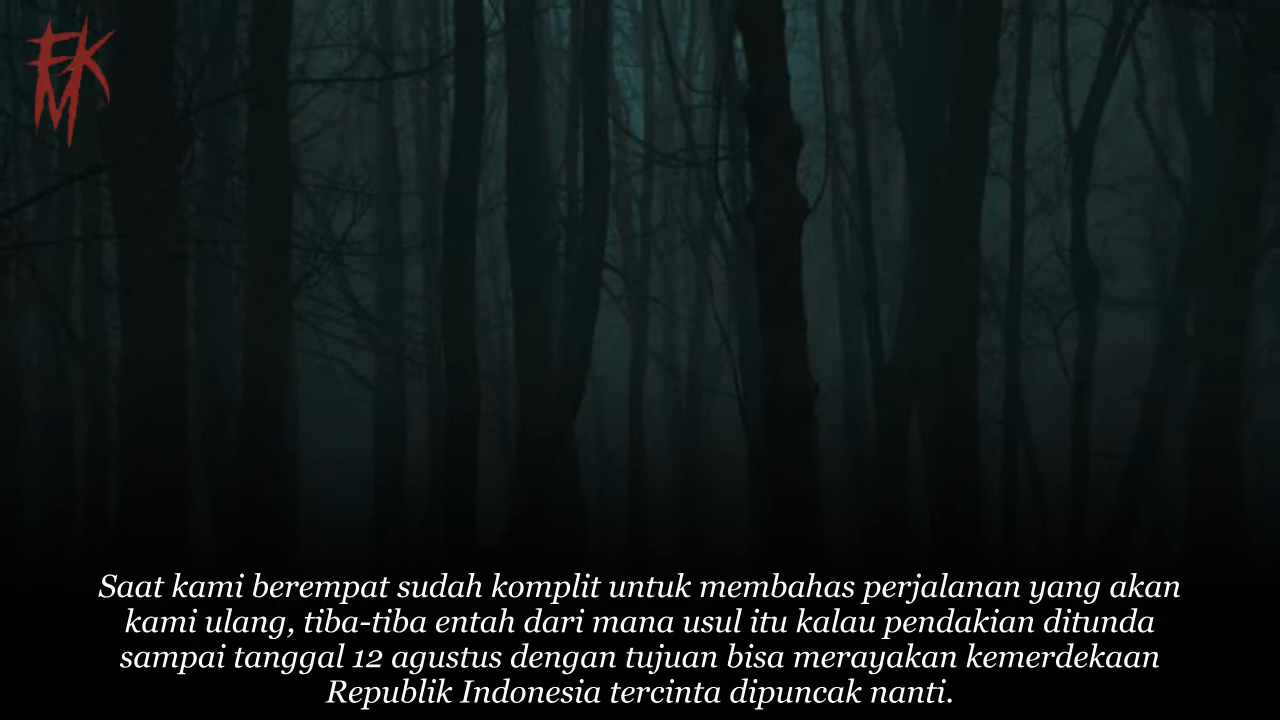 FKM
Saat kami berempat sudah komplit untuk membahas perjalanan yang akan
kami ulang, tiba-tiba entah dari mana usul itu kalau pendakian ditunda
sampai tanggal 12 agustus dengan tujuan bisa merayakan kemerdekaan
Republik Indonesia tercinta dipuncak nanti.